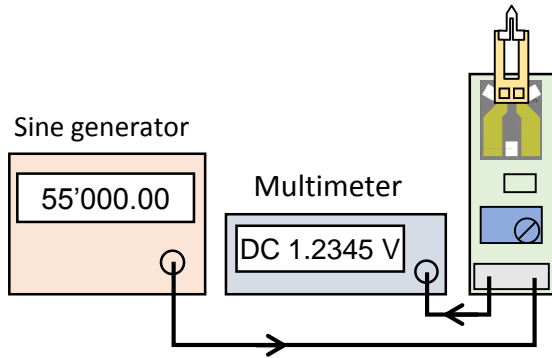 Sine generator
55’000.00
Multimeter
DC 1.2345 V